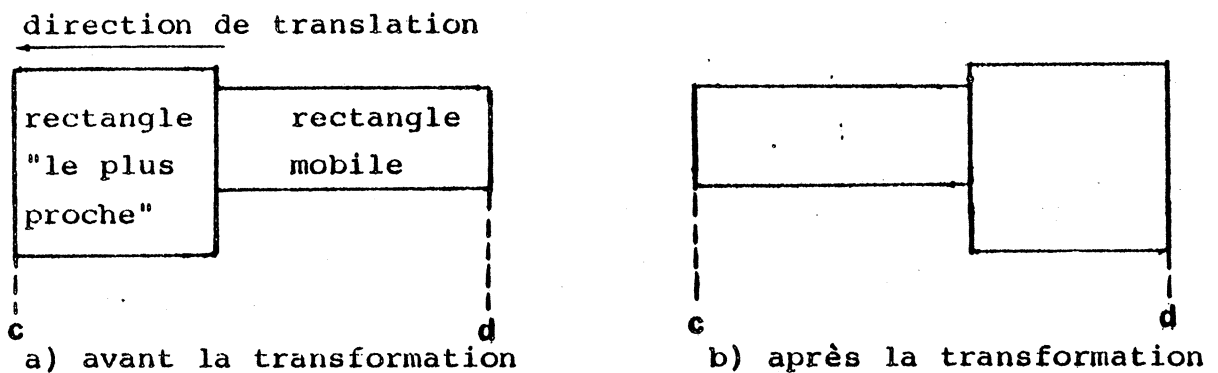 direction de translation
rectangle
"le plus
proche"
rectangle
mobile
c
d
a) avant la transformation
c
d
b) après la transformation